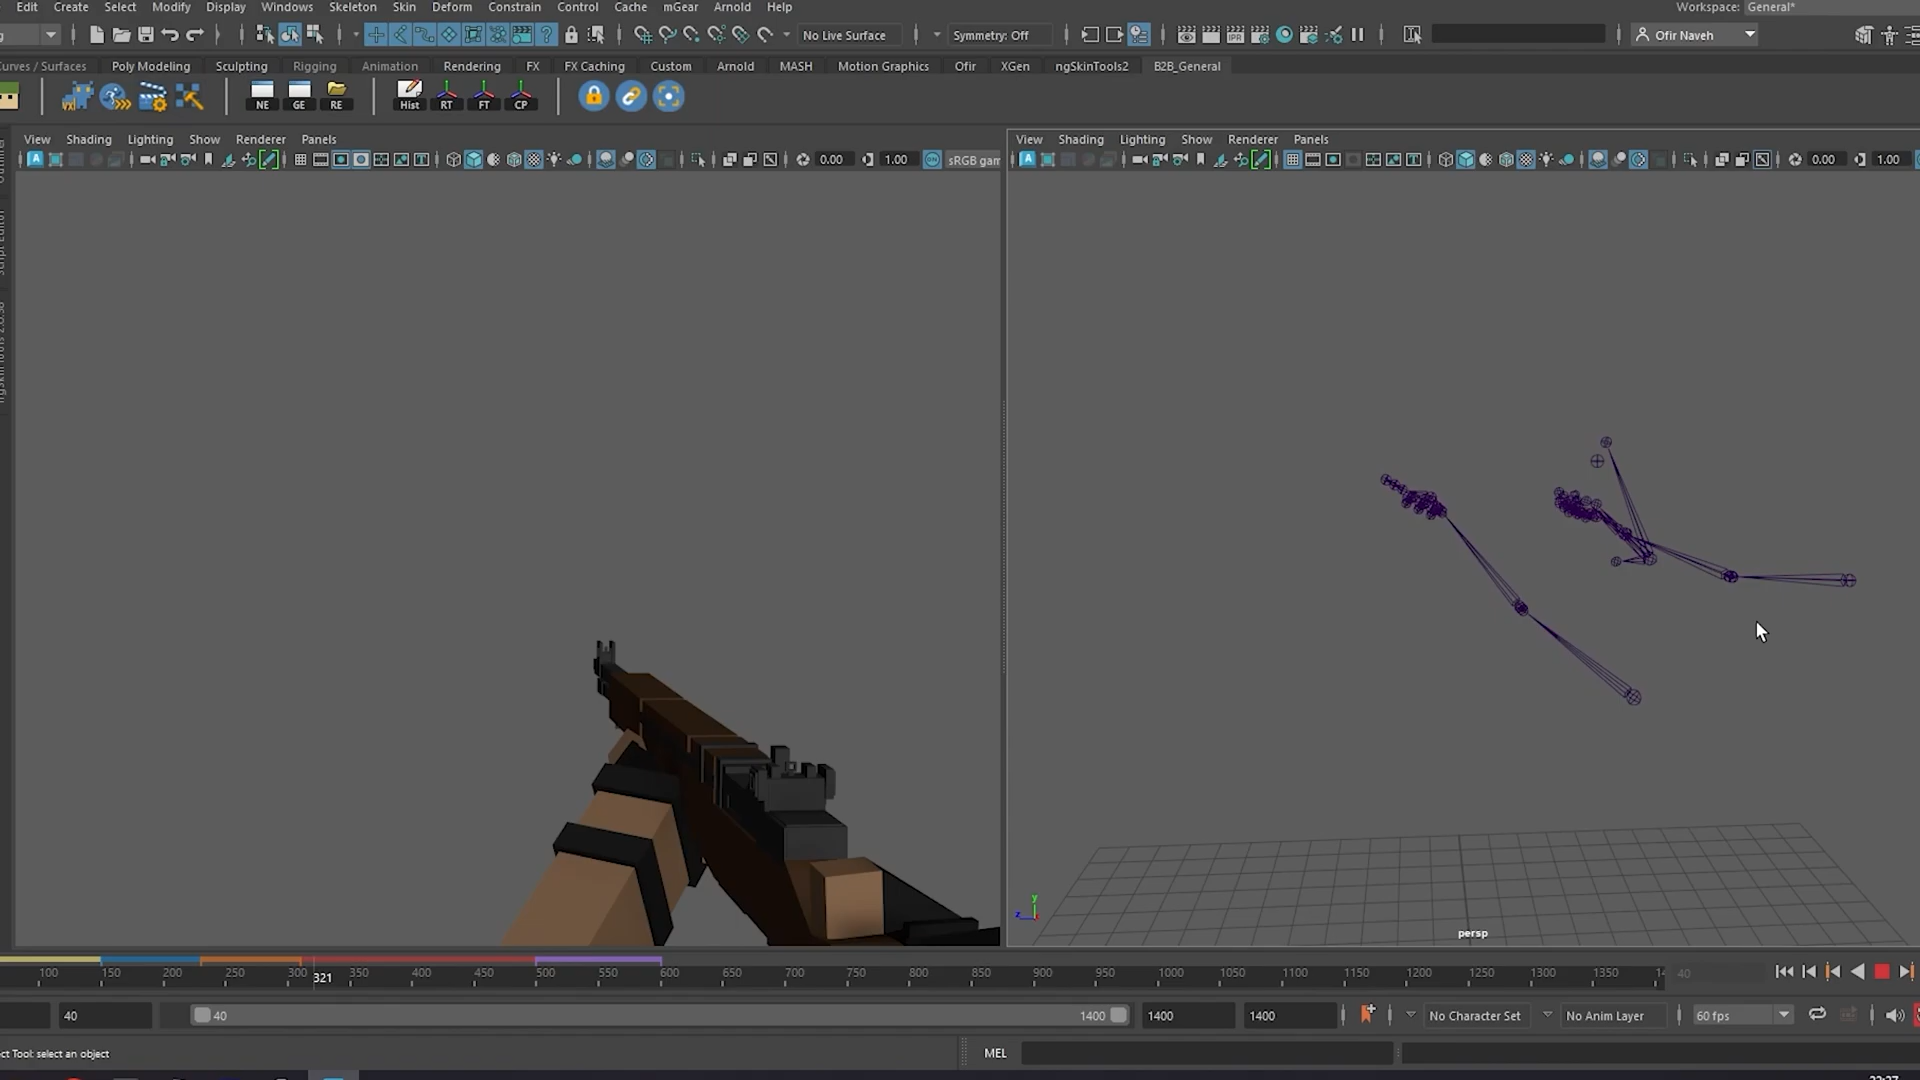 Edit Create Select Modify Display Windows Skeleton Skin Deform Constrain Control Cache mGear Arnold Help Workspace: General*
No Live Surface Symmetry: Off Ofir Naveh
Curves / Surfaces Poly Modeling Sculpting Rigging Animation Rendering FX FX Caching Custom Arnold MASH Motion Graphics Ofir XGen ngSkinTools2 B2B_General
NE GE RE Hist RT FT CP
View Shading Lighting Show Renderer Panels
0.00 1.00 sRGB gam
View Shading Lighting Show Renderer Panels
0.00 1.00
y
z
persp
100 150 200 250 300 321 350 400 450 500 550 600 650 700 750 800 850 900 950 1000 1050 1100 1150 1200 1250 1300 1350 40
40 40 1400 1400 1400 No Character Set No Anim Layer 60 fps
ct Tool: select an object MEL